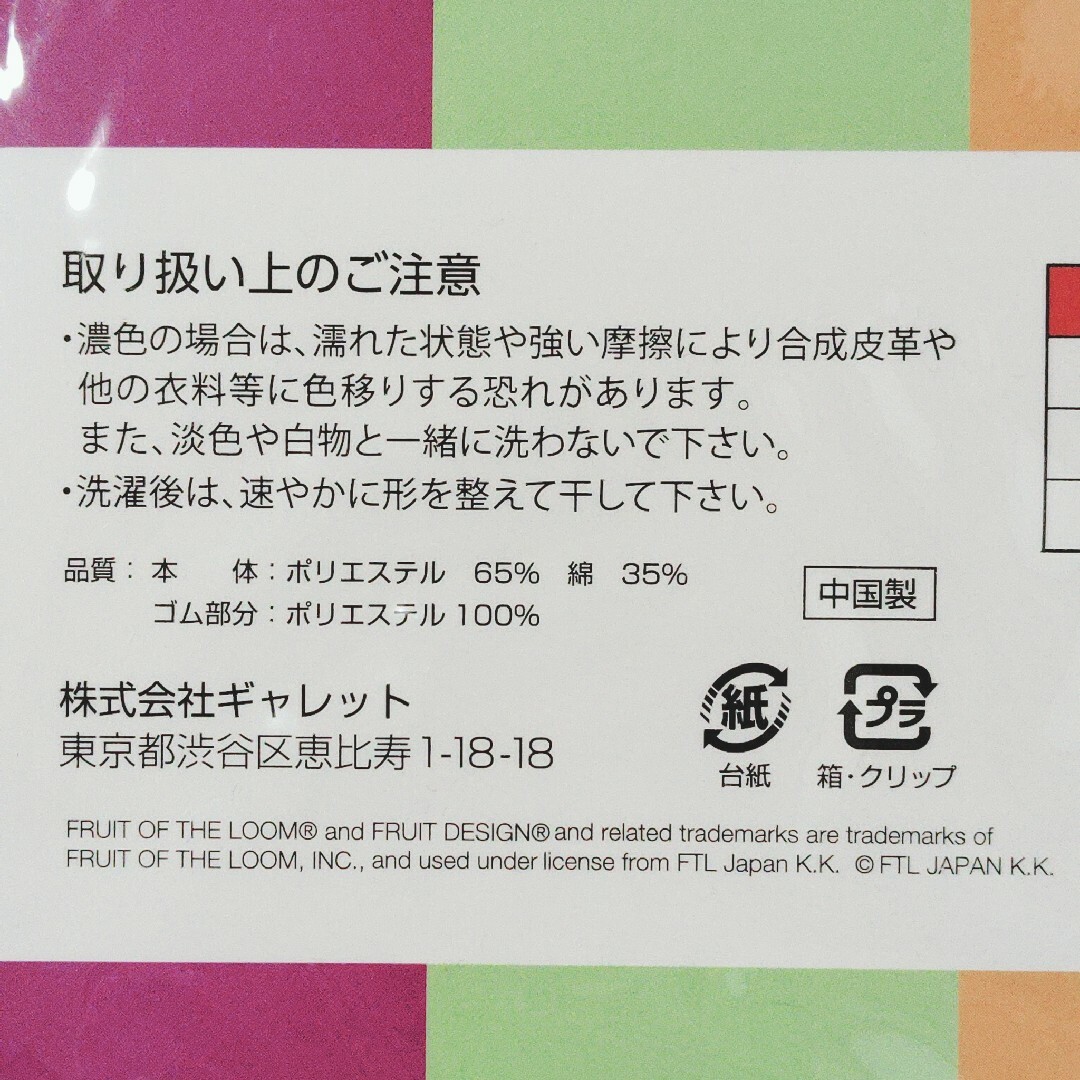 取り扱い上のご注意
・濃色の場合は、濡れた状態や強い摩擦により合成皮革や
他の衣料等に色移りする恐れがあります。
また、淡色や白物と一緒に洗わないで下さい。
・洗濯後は、速やかに形を整えて干して下さい。
品質： 本　　体：ポリエステル 65% 綿 35%
ゴム部分：ポリエステル 100%
中国製
株式会社ギャレット
東京都渋谷区恵比寿1-18-18
紙
プラ
台紙
箱・クリップ
FRUIT OF THE LOOM® and FRUIT DESIGN® and related trademarks are trademarks of
FRUIT OF THE LOOM, INC., and used under license from FTL Japan K.K. © FTL JAPAN K.K.